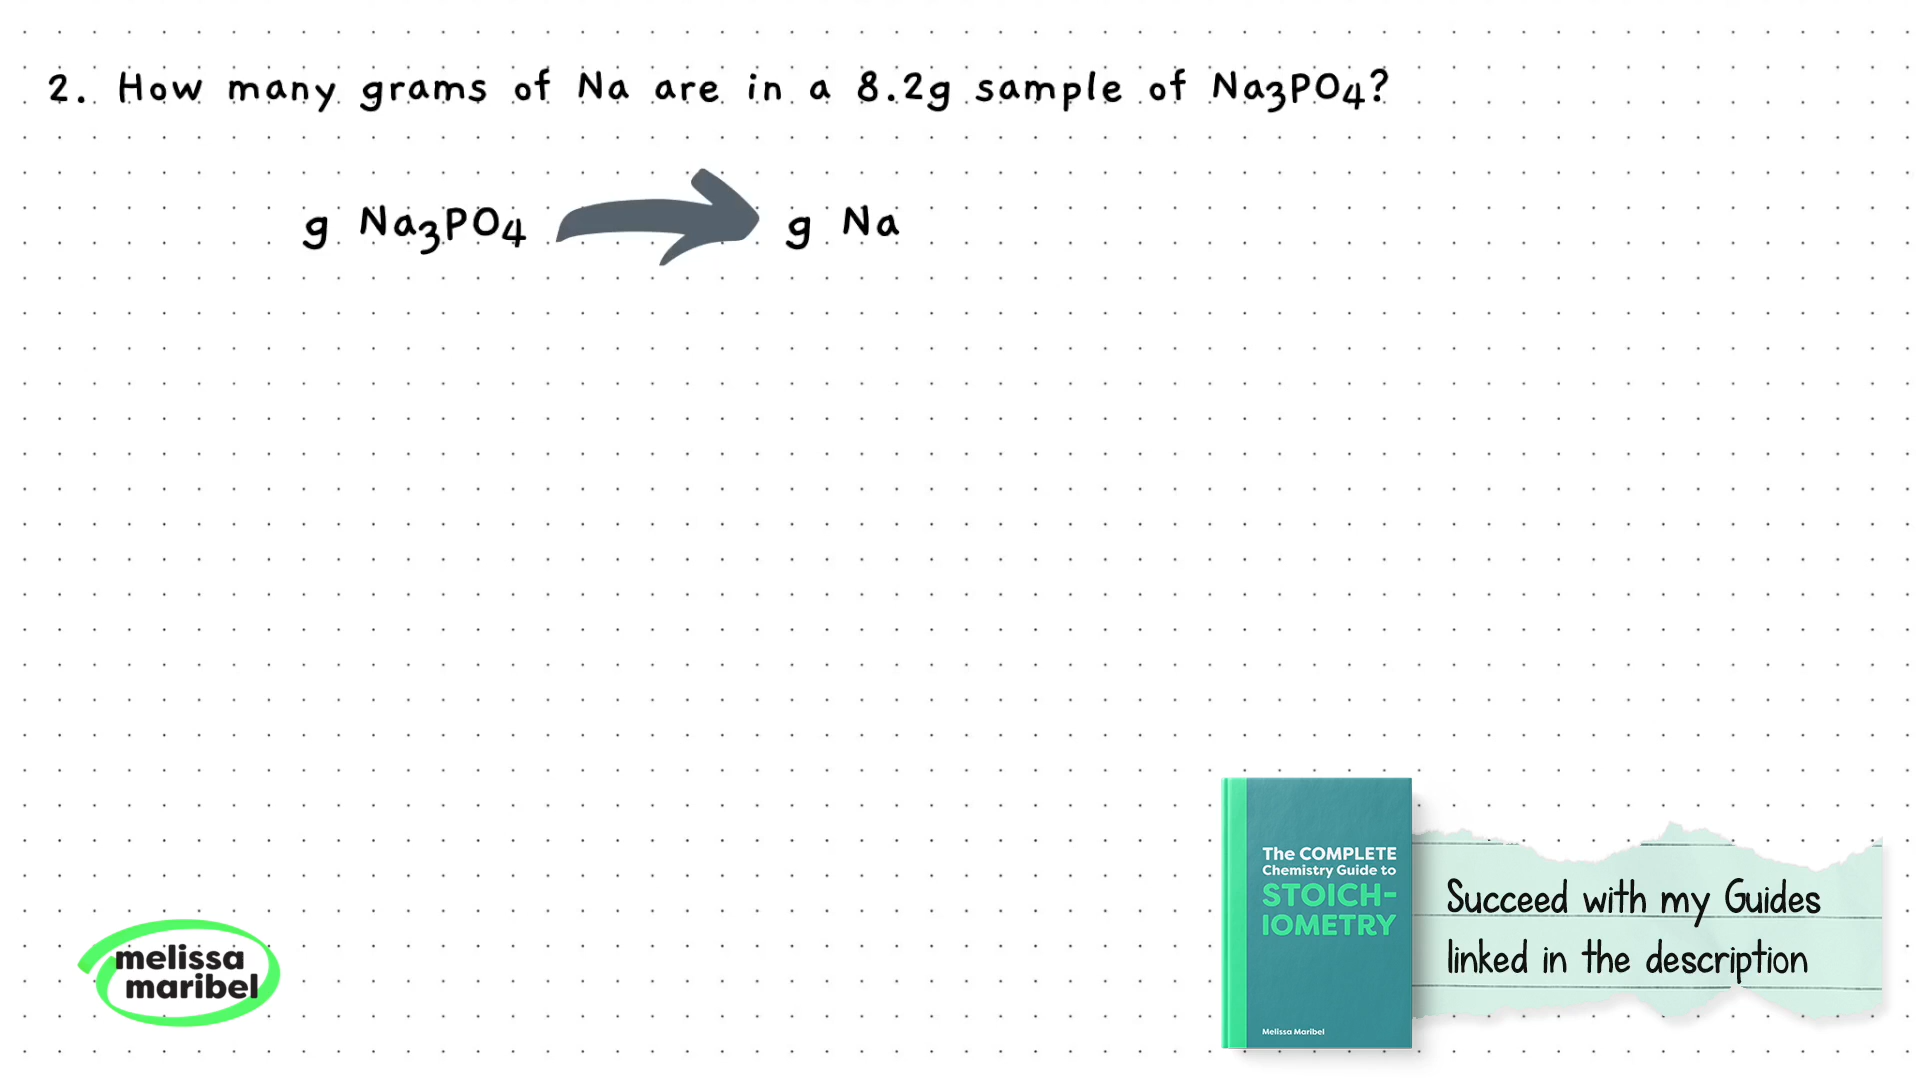 2. How many grams of Na are in a 8.2g sample of Na₃PO₄?
g Na₃PO₄ g Na
The COMPLETE
Chemistry Guide to
STOICH-
IOMETRY
Melissa Maribel
Succeed with my Guides
linked in the description
melissa
maribel